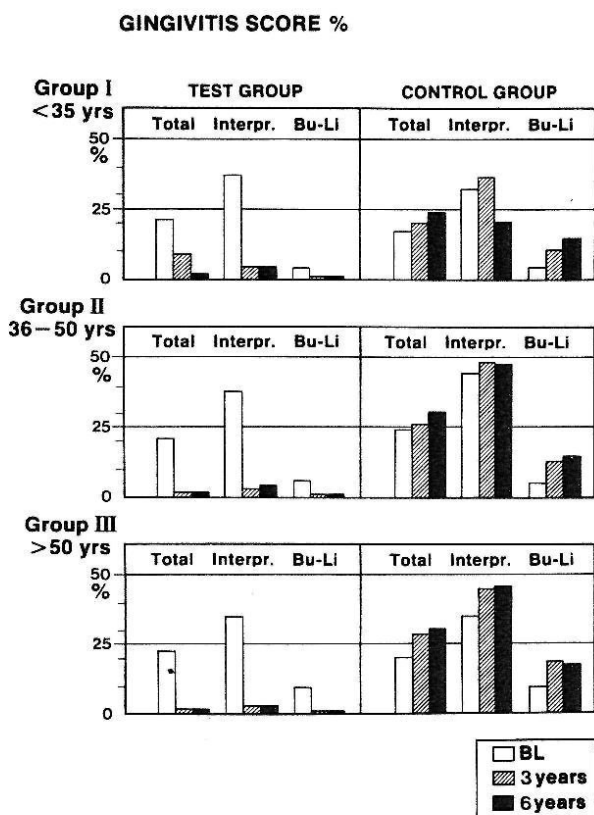 GINGIVITIS SCORE %
Group I
<35 yrs
TEST GROUP
CONTROL GROUP
Total Interpr. Bu-Li
Total Interpr. Bu-Li
50
%
25
0
Group II
36–50 yrs
Total Interpr. Bu-Li
Total Interpr. Bu-Li
50
%
25
0
Group III
>50 yrs
Total Interpr. Bu-Li
Total Interpr. Bu-Li
50
%
25
0
BL
3 years
6 years